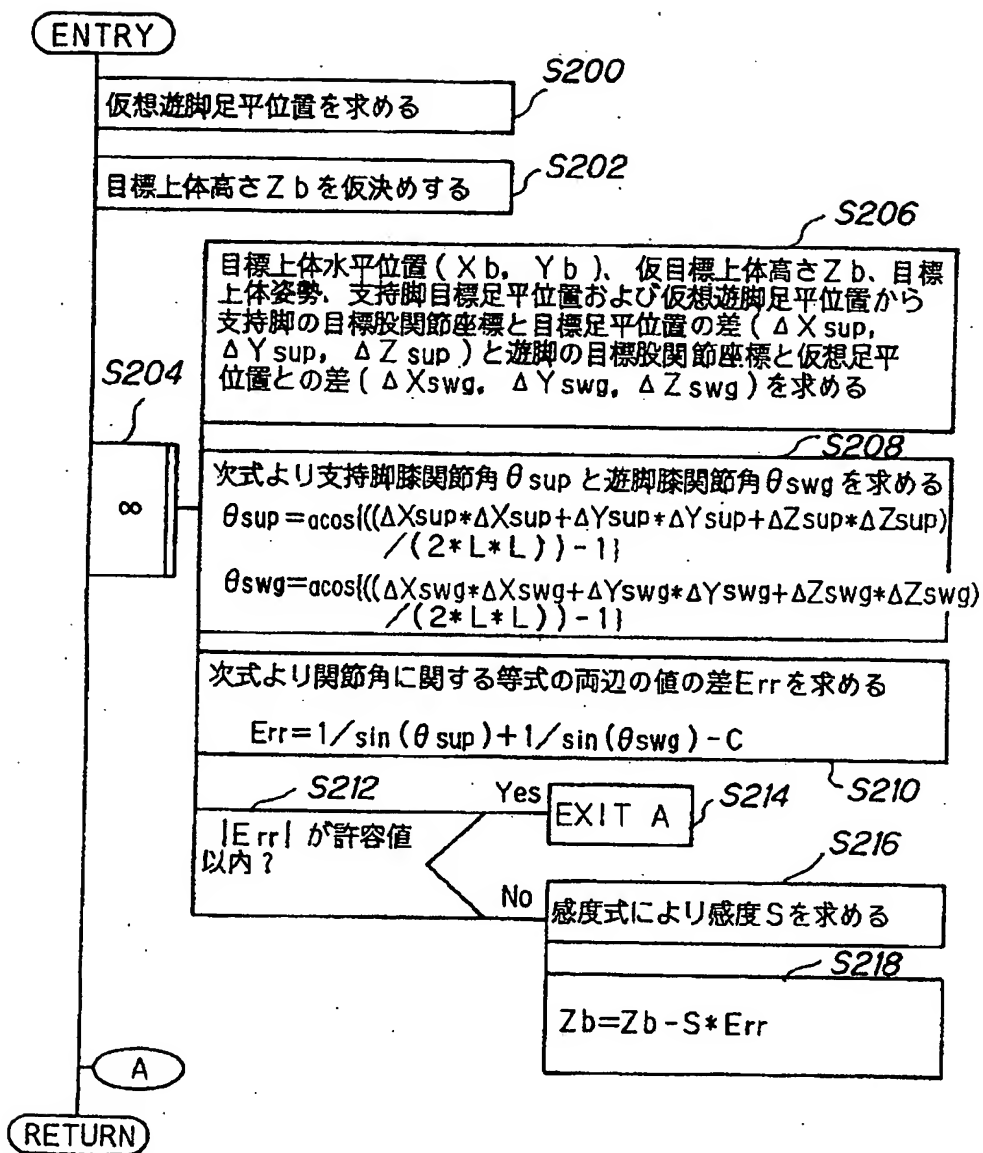 ENTRY
S200
仮想遊脚足平位置を求める
S202
目標上体高さZbを仮決めする
S204
∞
S206
目標上体水平位置(Xb, Yb)、仮目標上体高さZb、目標
上体姿勢、支持脚目標足平位置および仮想遊脚足平位置から
支持脚の目標股関節座標と目標足平位置の差(ΔXsup,
ΔYsup, ΔZsup)と遊脚の目標股関節座標と仮想足平
位置との差(ΔXswg, ΔYswg, ΔZswg)を求める
S208
次式より支持脚膝関節角θsupと遊脚膝関節角θswgを求める
θsup=acos{((ΔXsup*ΔXsup+ΔYsup*ΔYsup+ΔZsup*ΔZsup)
/(2*L*L))-1}
θswg=acos{((ΔXswg*ΔXswg+ΔYswg*ΔYswg+ΔZswg*ΔZswg)
/(2*L*L))-1}
次式より関節角に関する等式の両辺の値の差Errを求める
Err=1/sin(θsup)+1/sin(θswg)-C
S210
S212
|Err|が許容値
以内?
Yes
EXIT A
S214
No
S216
感度式により感度Sを求める
S218
Zb=Zb-S*Err
A
RETURN